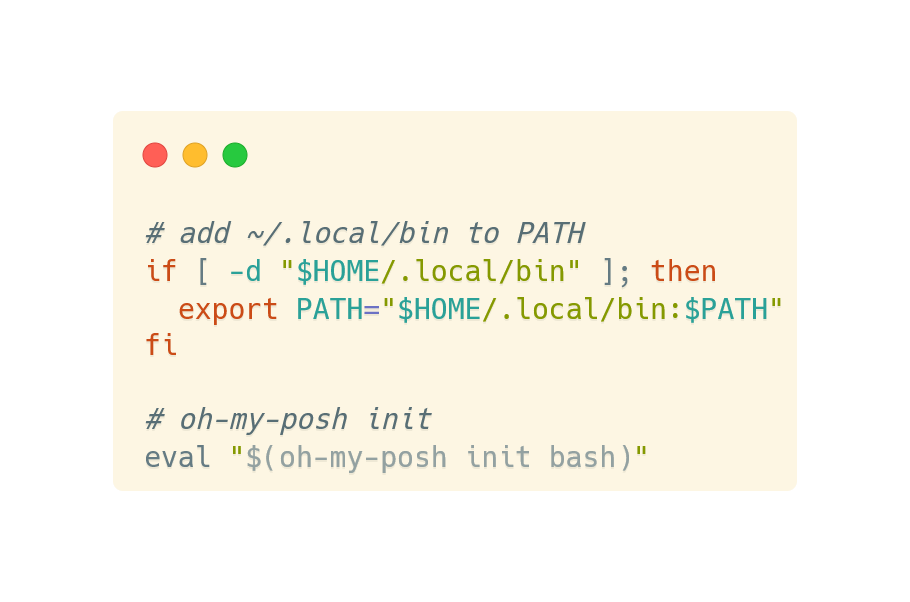 # add ~/.local/bin to PATH
if [ -d "$HOME/.local/bin" ]; then
  export PATH="$HOME/.local/bin:$PATH"
fi

# oh-my-posh init
eval "$(oh-my-posh init bash)"